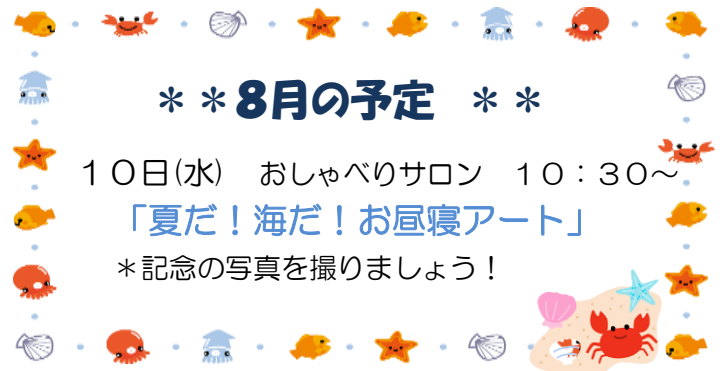 ＊＊８月の予定　＊＊
１０日(水)　おしゃべりサロン　１０：３０～
「夏だ！海だ！お昼寝アート」
＊記念の写真を撮りましょう！